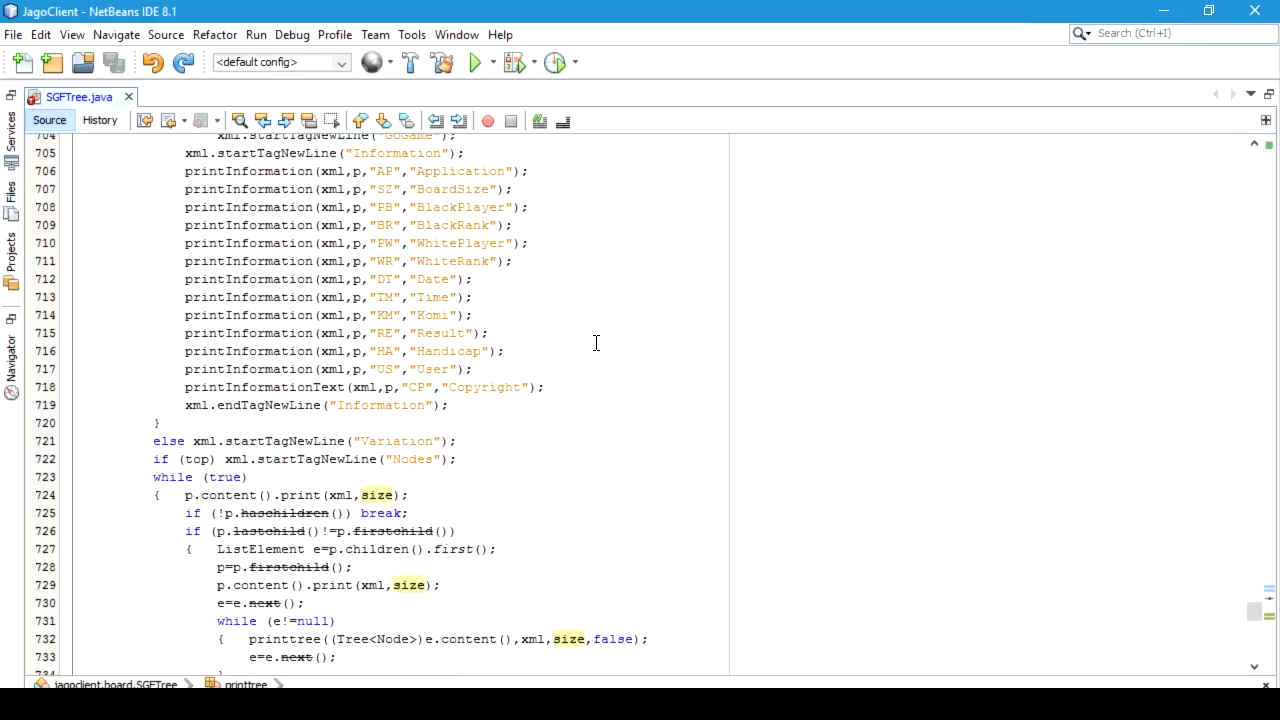 JagoClient - NetBeans IDE 8.1
File Edit View Navigate Source Refactor Run Debug Profile Team Tools Window Help
Search (Ctrl+I)
<default config>
SGFTree.java
Source History
Services
Files
Projects
Navigator
704 xml.startTagNewLine("GoGame");
705 xml.startTagNewLine("Information");
706 printInformation(xml,p,"AP","Application");
707 printInformation(xml,p,"SZ","BoardSize");
708 printInformation(xml,p,"PB","BlackPlayer");
709 printInformation(xml,p,"BR","BlackRank");
710 printInformation(xml,p,"PW","WhitePlayer");
711 printInformation(xml,p,"WR","WhiteRank");
712 printInformation(xml,p,"DT","Date");
713 printInformation(xml,p,"TM","Time");
714 printInformation(xml,p,"KM","Komi");
715 printInformation(xml,p,"RE","Result");
716 printInformation(xml,p,"HA","Handicap");
717 printInformation(xml,p,"US","User");
718 printInformationText(xml,p,"CP","Copyright");
719 xml.endTagNewLine("Information");
720 }
721 else xml.startTagNewLine("Variation");
722 if (top) xml.startTagNewLine("Nodes");
723 while (true)
724 { p.content().print(xml,size);
725 if (!p.haschildren()) break;
726 if (p.lastchild()!=p.firstchild())
727 { ListElement e=p.children().first();
728 p=p.firstchild();
729 p.content().print(xml,size);
730 e=e.next();
731 while (e!=null)
732 { printtree((Tree<Node>)e.content(),xml,size,false);
733 e=e.next();
734 }
jagoclient.board.SGFTree printtree